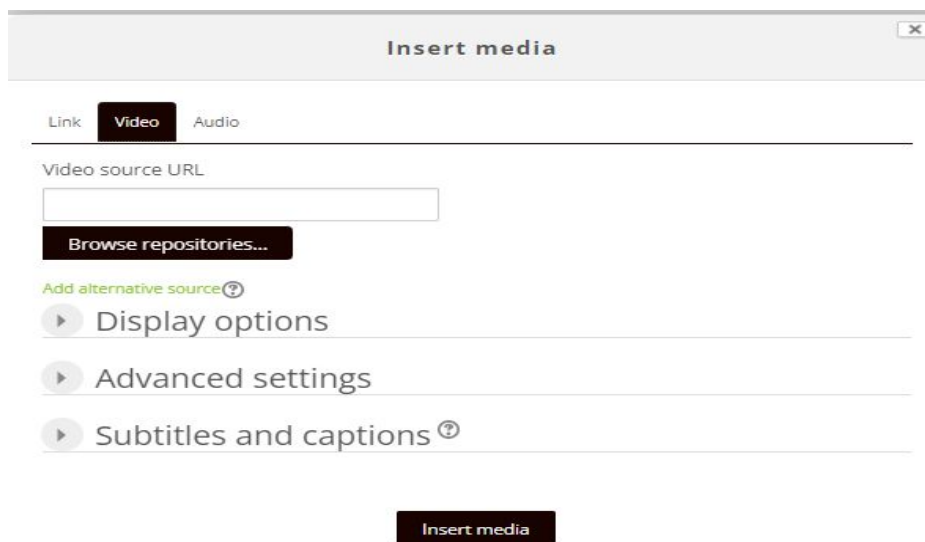 Insert media
Link Video Audio
Video source URL
Browse repositories...
Add alternative source
Display options
Advanced settings
Subtitles and captions
Insert media